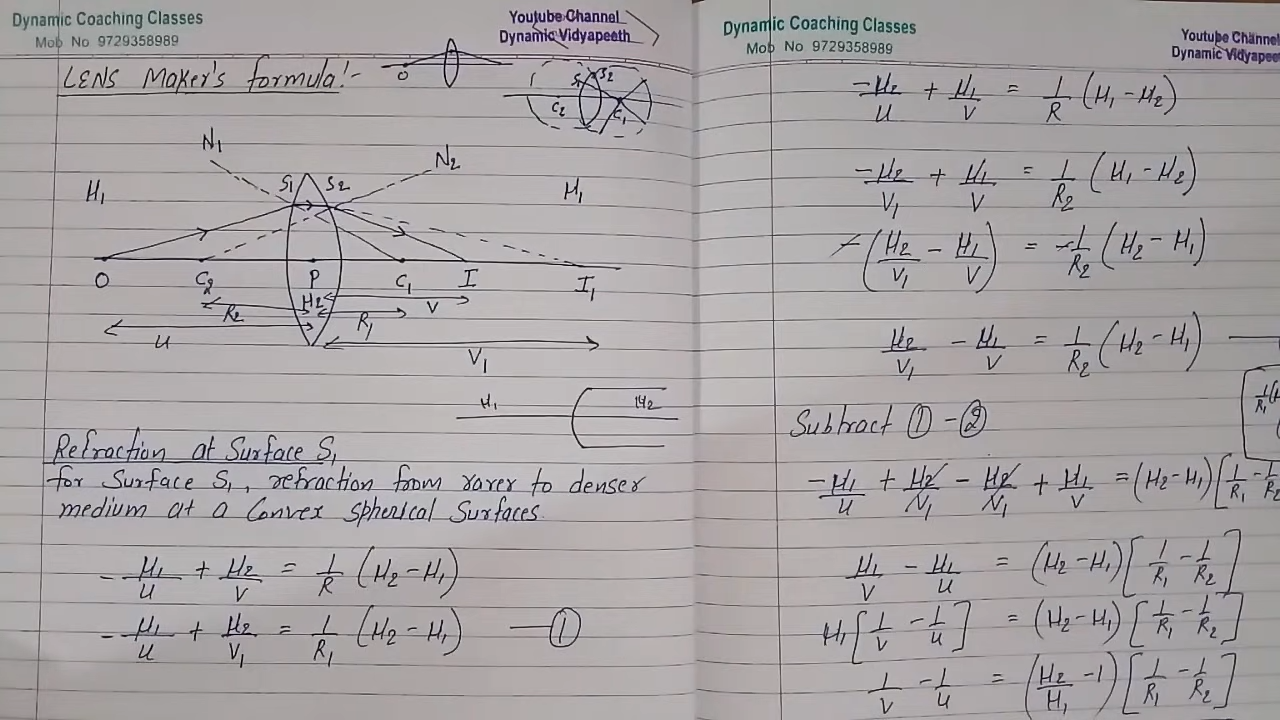 Dynamic Coaching Classes
Mob No 9729358989
Youtube Channel
Dynamic Vidyapeeth
LENS Maker's formula:-
O
S1 S2
C2 C1
N1 N2
μ1 S1 S2 μ1
O C2 P C1 I I1
μ2
R2 R1 V
u
V1
μ1 μ2
Refraction at Surface S1
for Surface S1, refraction from rarer to denser
medium at a Convex Spherical Surfaces.
-μ1/u + μ2/v = 1/R (μ2 - μ1)
-μ1/u + μ2/v1 = 1/R1 (μ2 - μ1) — ①
Dynamic Coaching Classes
Mob No 9729358989
Youtube Channel
Dynamic Vidyapee
-μ2/u + μ1/v = 1/R (μ1 - μ2)
-μ2/v1 + μ1/v = 1/R2 (μ1 - μ2)
-(μ2/v1 - μ1/v) = -1/R2 (μ2 - μ1)
μ2/v1 - μ1/v = 1/R2 (μ2 - μ1) —
Subtract ① - ②
-μ1/u + μ2/v1 - μ2/v1 + μ1/v = (μ2 - μ1) [1/R1 - 1/R2
μ1/v - μ1/u = (μ2 - μ1) [1/R1 - 1/R2]
μ1 [1/v - 1/u] = (μ2 - μ1) [1/R1 - 1/R2]
1/v - 1/u = (μ2/μ1 - 1) [1/R1 - 1/R2]